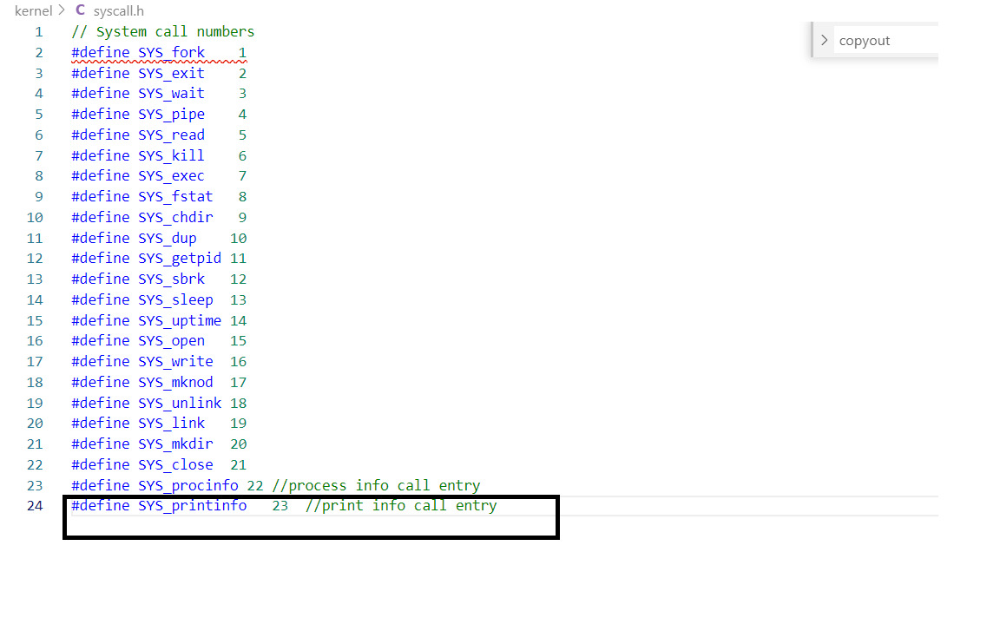 kernel > C syscall.h
copyout
1 // System call numbers
2 #define SYS_fork    1
3 #define SYS_exit    2
4 #define SYS_wait    3
5 #define SYS_pipe    4
6 #define SYS_read    5
7 #define SYS_kill    6
8 #define SYS_exec    7
9 #define SYS_fstat   8
10 #define SYS_chdir   9
11 #define SYS_dup    10
12 #define SYS_getpid 11
13 #define SYS_sbrk   12
14 #define SYS_sleep  13
15 #define SYS_uptime 14
16 #define SYS_open   15
17 #define SYS_write  16
18 #define SYS_mknod  17
19 #define SYS_unlink 18
20 #define SYS_link   19
21 #define SYS_mkdir  20
22 #define SYS_close  21
23 #define SYS_procinfo 22 //process info call entry
24 #define SYS_printinfo   23  //print info call entry